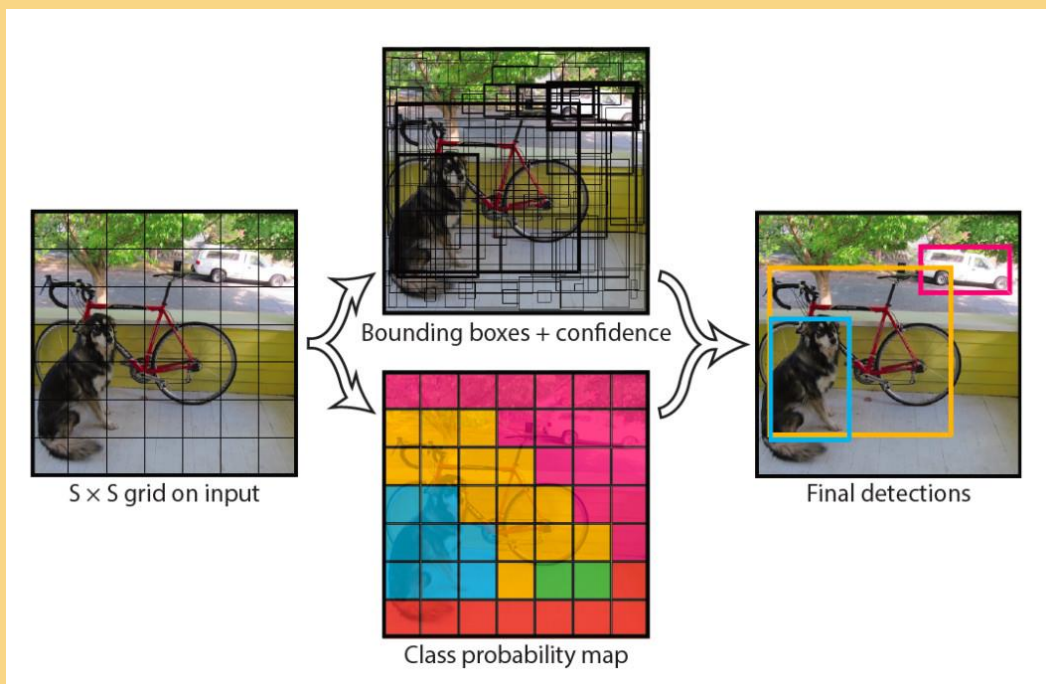 Bounding boxes + confidence
S × S grid on input
Final detections
Class probability map